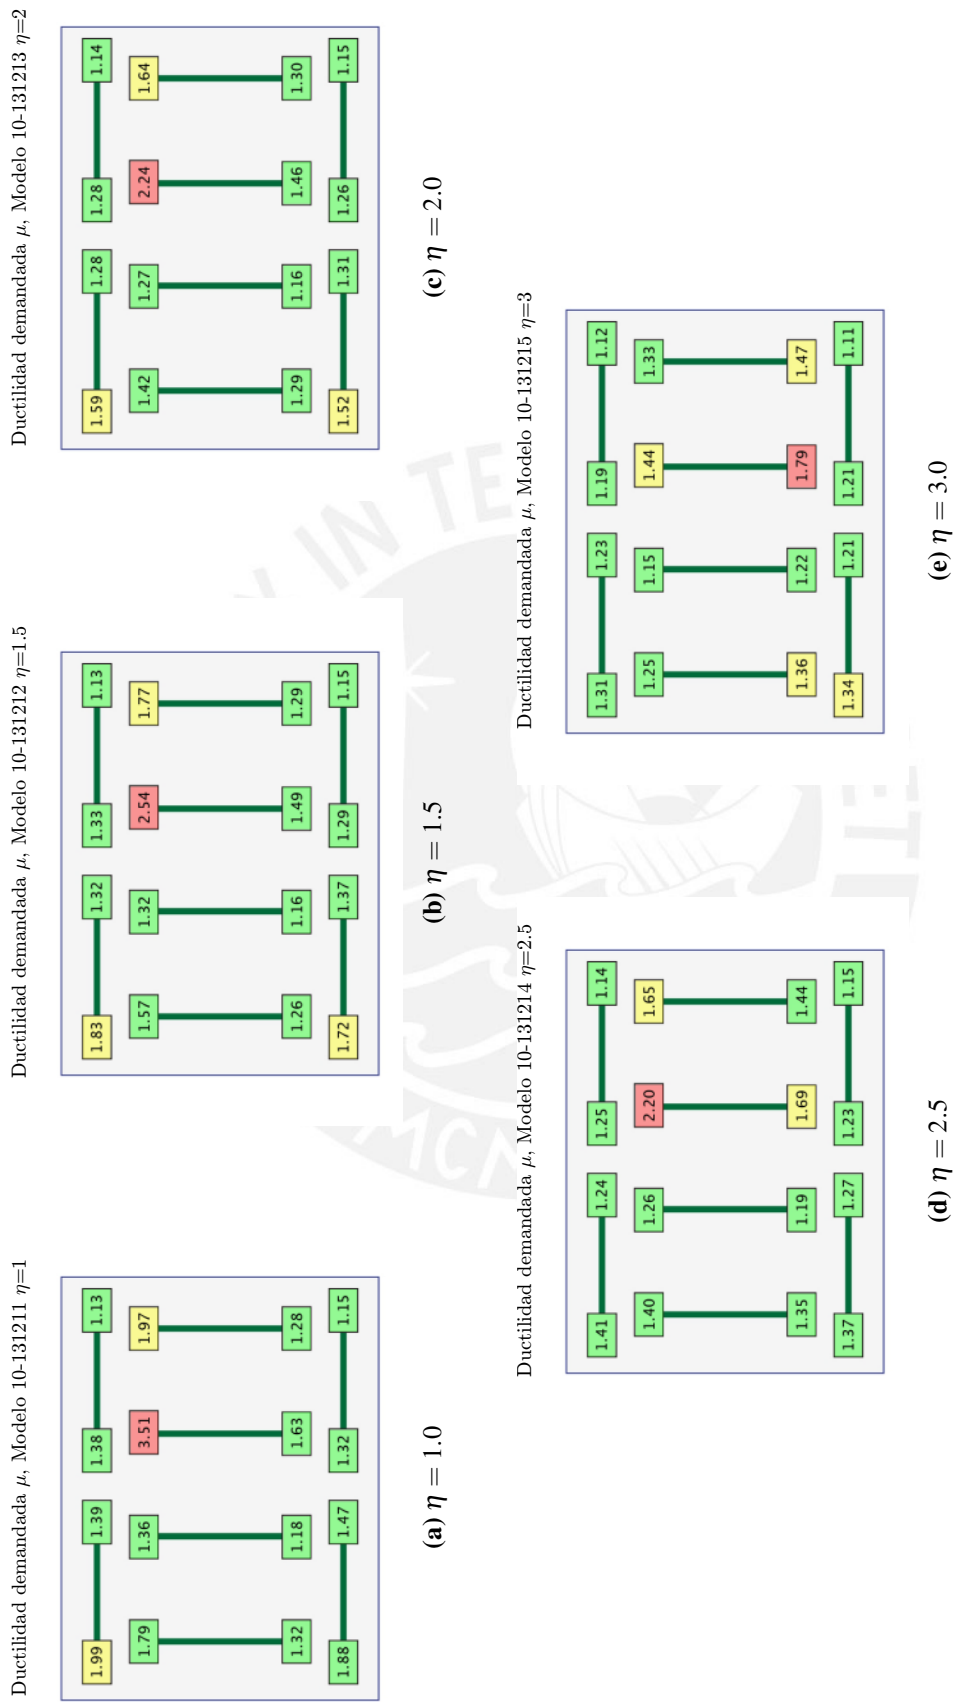 Ductilidad demandada μ, Modelo 10-131211 η=1
1.99 1.39 1.38 1.13
1.79 1.36 3.51 1.97
1.32 1.18 1.63 1.28
1.88 1.47 1.32 1.15
(a) η = 1.0
Ductilidad demandada μ, Modelo 10-131212 η=1.5
1.83 1.32 1.33 1.13
1.57 1.32 2.54 1.77
1.26 1.16 1.49 1.29
1.72 1.37 1.29 1.15
(b) η = 1.5
Ductilidad demandada μ, Modelo 10-131213 η=2
1.59 1.28 1.28 1.14
1.42 1.27 2.24 1.64
1.29 1.16 1.46 1.30
1.52 1.31 1.26 1.15
(c) η = 2.0
Ductilidad demandada μ, Modelo 10-131214 η=2.5
1.41 1.24 1.25 1.14
1.40 1.26 2.20 1.65
1.35 1.19 1.69 1.44
1.37 1.27 1.23 1.15
(d) η = 2.5
Ductilidad demandada μ, Modelo 10-131215 η=3
1.31 1.23 1.19 1.12
1.25 1.15 1.44 1.33
1.36 1.22 1.79 1.47
1.34 1.21 1.21 1.11
(e) η = 3.0
IN TE